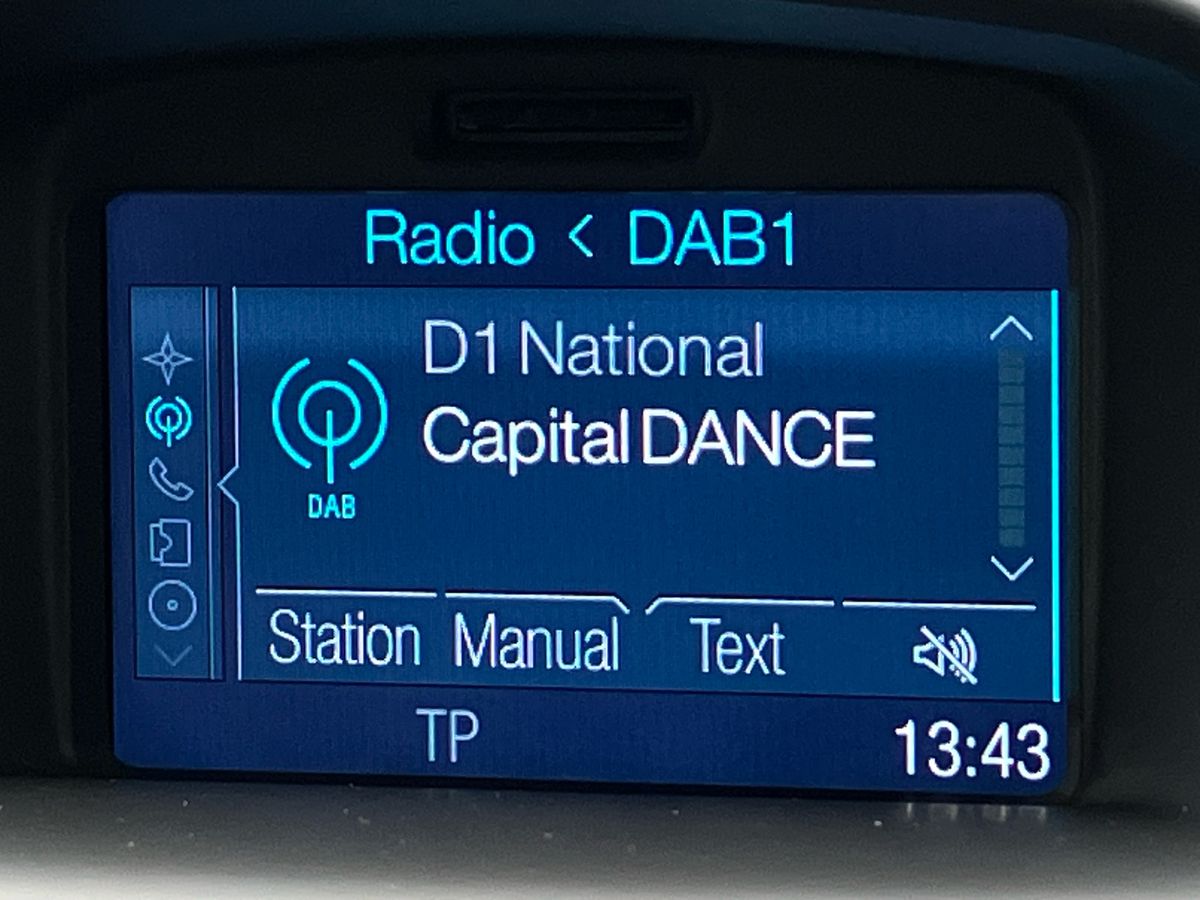 Radio < DAB1
D1 National
Capital DANCE
DAB
Station Manual Text
TP 13:43